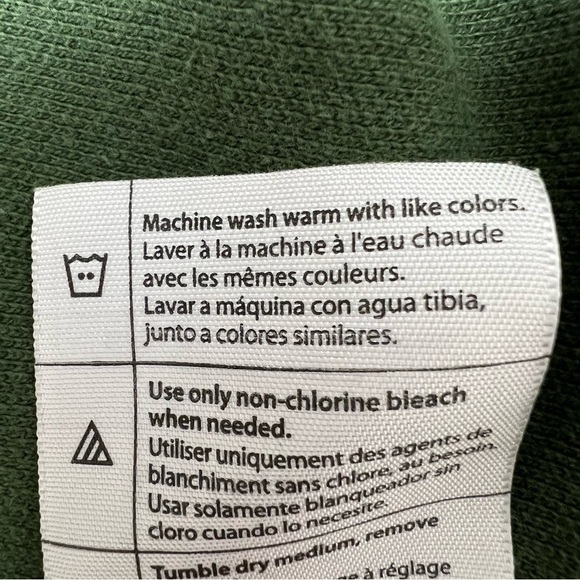 Machine wash warm with like colors.
Laver à la machine à l'eau chaude
avec les mêmes couleurs.
Lavar a máquina con agua tibia,
junto a colores similares.
Use only non-chlorine bleach
when needed.
Utiliser uniquement des agents de
blanchiment sans chlore, au besoin.
Usar solamente blanqueador sin
cloro cuando lo necesite.
Tumble dry medium, remove
à réglage